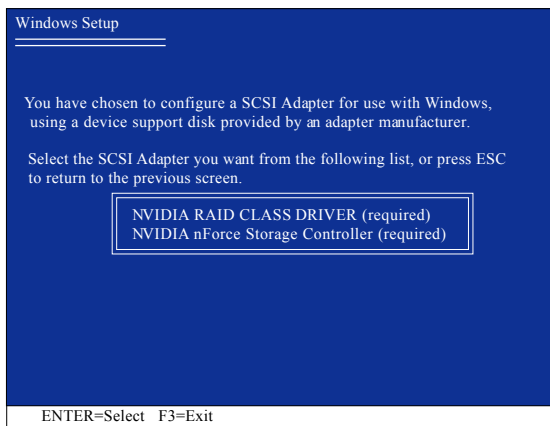 Windows Setup
You have chosen to configure a SCSI Adapter for use with Windows,
using a device support disk provided by an adapter manufacturer.
Select the SCSI Adapter you want from the following list, or press ESC
to return to the previous screen.
NVIDIA RAID CLASS DRIVER (required)
NVIDIA nForce Storage Controller (required)
ENTER=Select F3=Exit